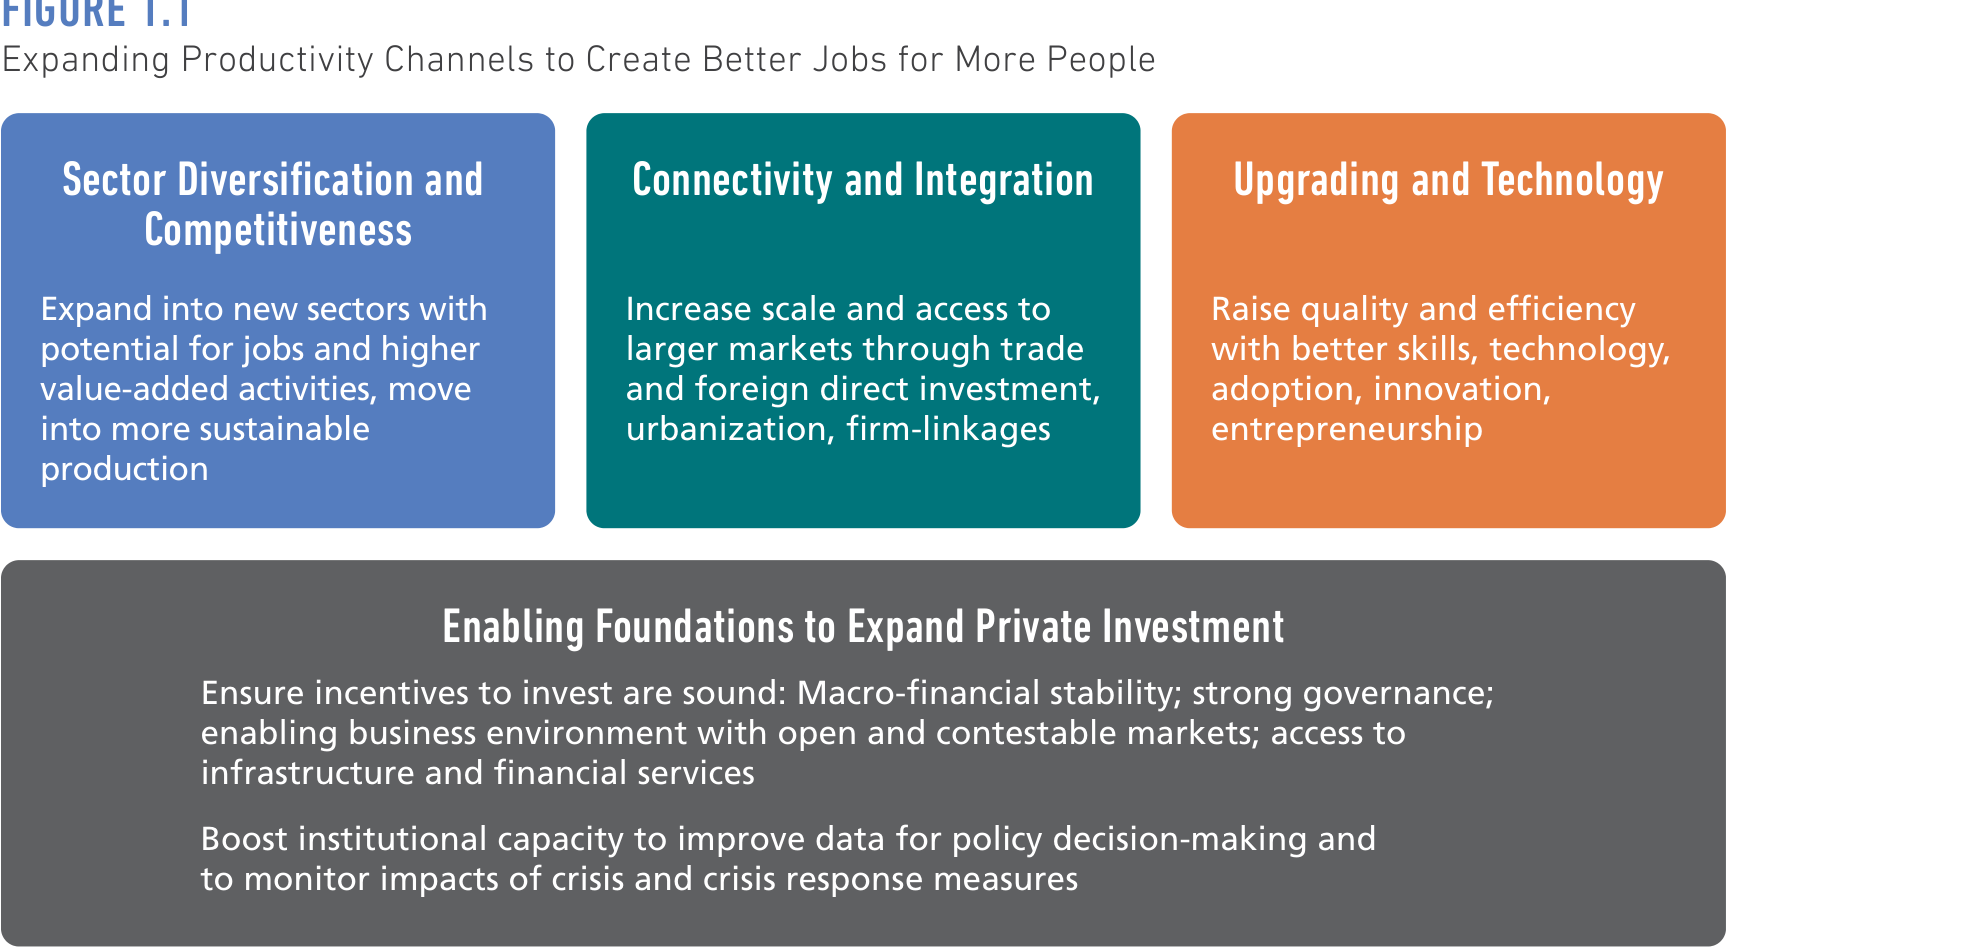 FIGURE 1.1
Expanding Productivity Channels to Create Better Jobs for More People
Sector Diversification and
Competitiveness
Expand into new sectors with
potential for jobs and higher
value-added activities, move
into more sustainable
production
Connectivity and Integration
Increase scale and access to
larger markets through trade
and foreign direct investment,
urbanization, firm-linkages
Upgrading and Technology
Raise quality and efficiency
with better skills, technology,
adoption, innovation,
entrepreneurship
Enabling Foundations to Expand Private Investment
Ensure incentives to invest are sound: Macro-financial stability; strong governance;
enabling business environment with open and contestable markets; access to
infrastructure and financial services
Boost institutional capacity to improve data for policy decision-making and
to monitor impacts of crisis and crisis response measures